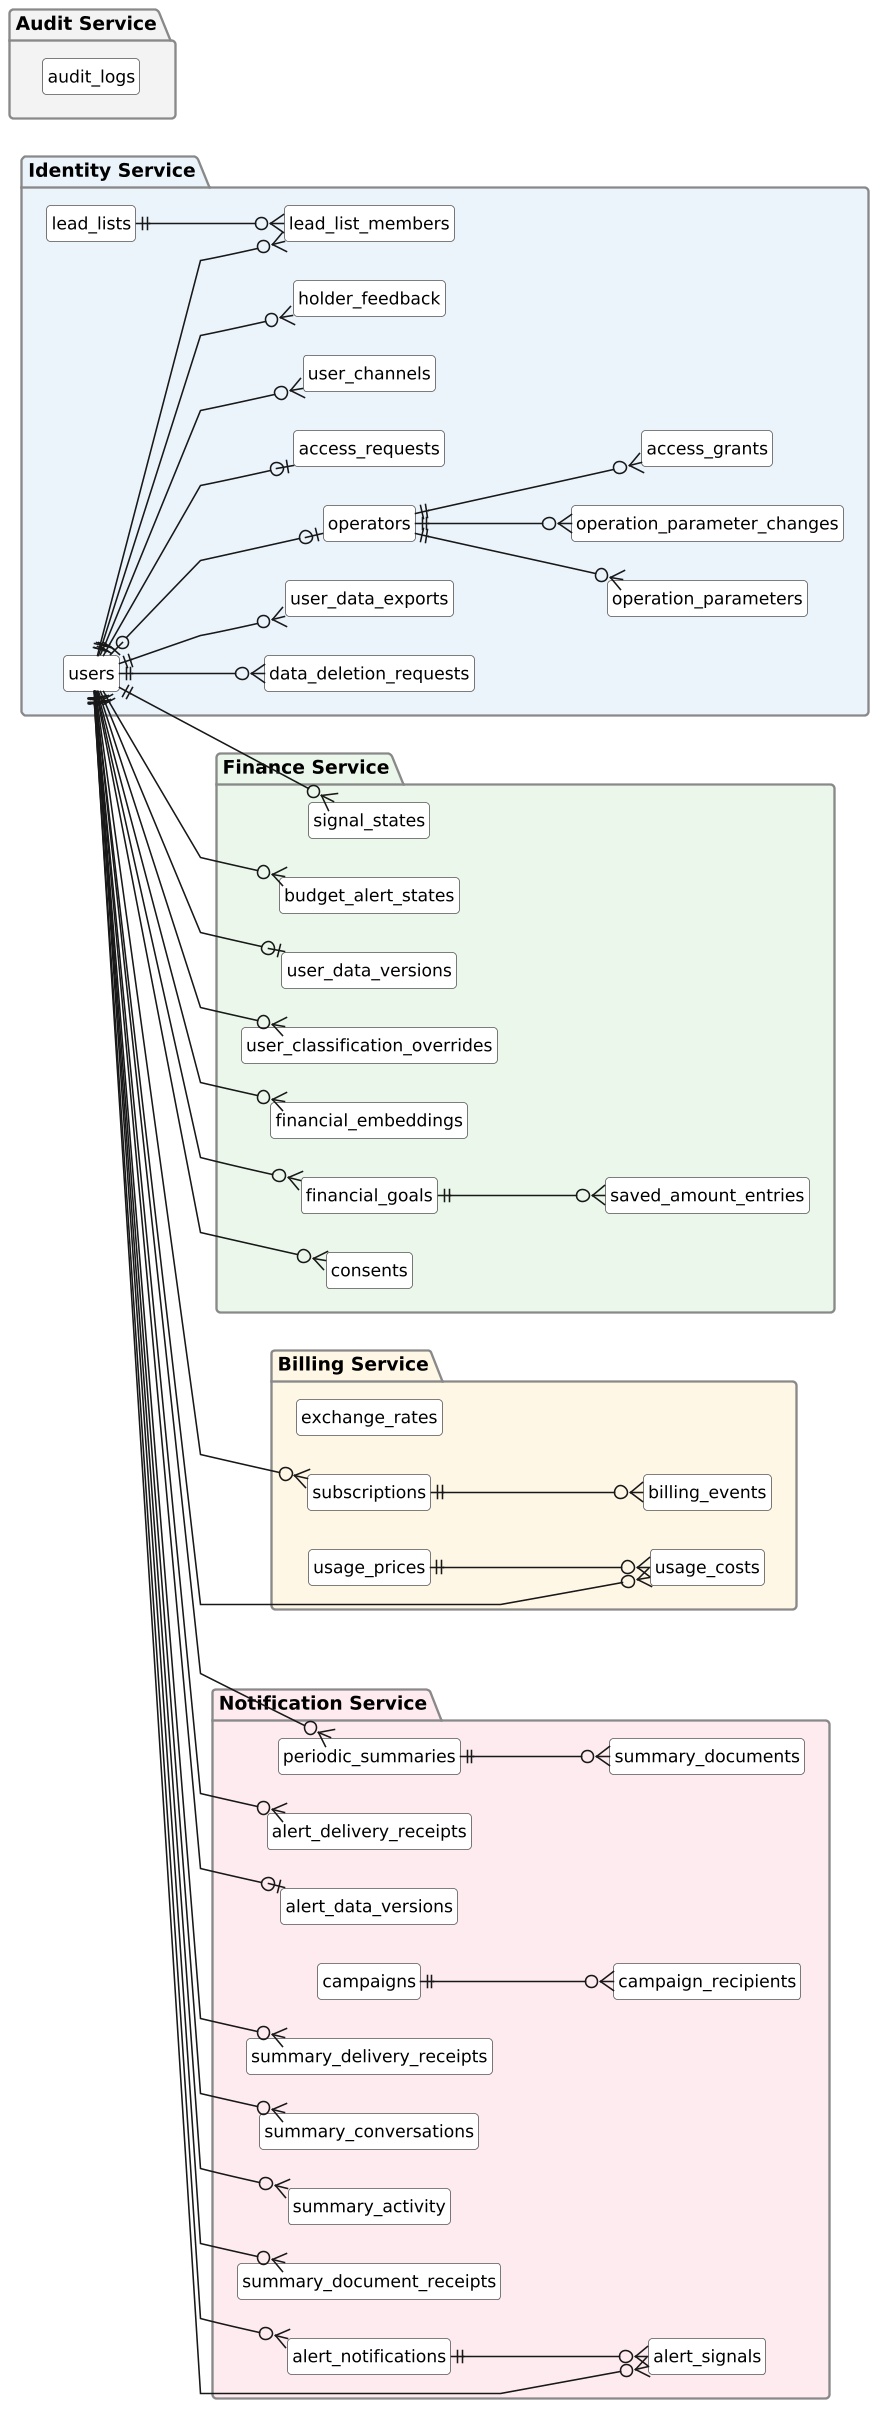 Audit Service
audit_logs
Identity Service
lead_lists
lead_list_members
holder_feedback
user_channels
access_requests
access_grants
operators
operation_parameter_changes
user_data_exports
operation_parameters
users
data_deletion_requests
Finance Service
signal_states
budget_alert_states
user_data_versions
user_classification_overrides
financial_embeddings
financial_goals
saved_amount_entries
consents
Billing Service
exchange_rates
subscriptions
billing_events
usage_prices
usage_costs
Notification Service
periodic_summaries
summary_documents
alert_delivery_receipts
alert_data_versions
campaigns
campaign_recipients
summary_delivery_receipts
summary_conversations
summary_activity
summary_document_receipts
alert_notifications
alert_signals